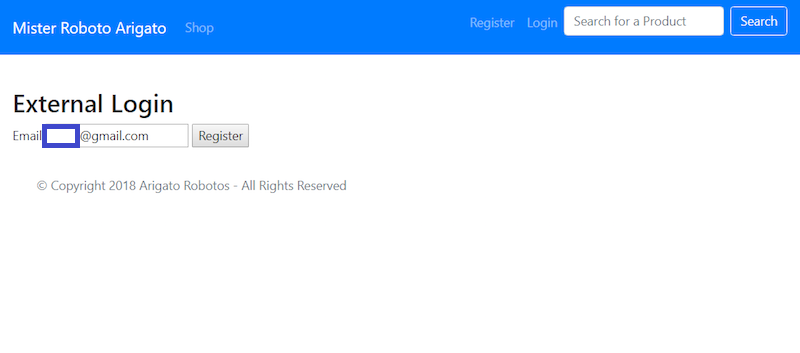 Mister Roboto Arigato Shop Register Login Search for a Product Search
External Login
Email @gmail.com Register
© Copyright 2018 Arigato Robotos - All Rights Reserved